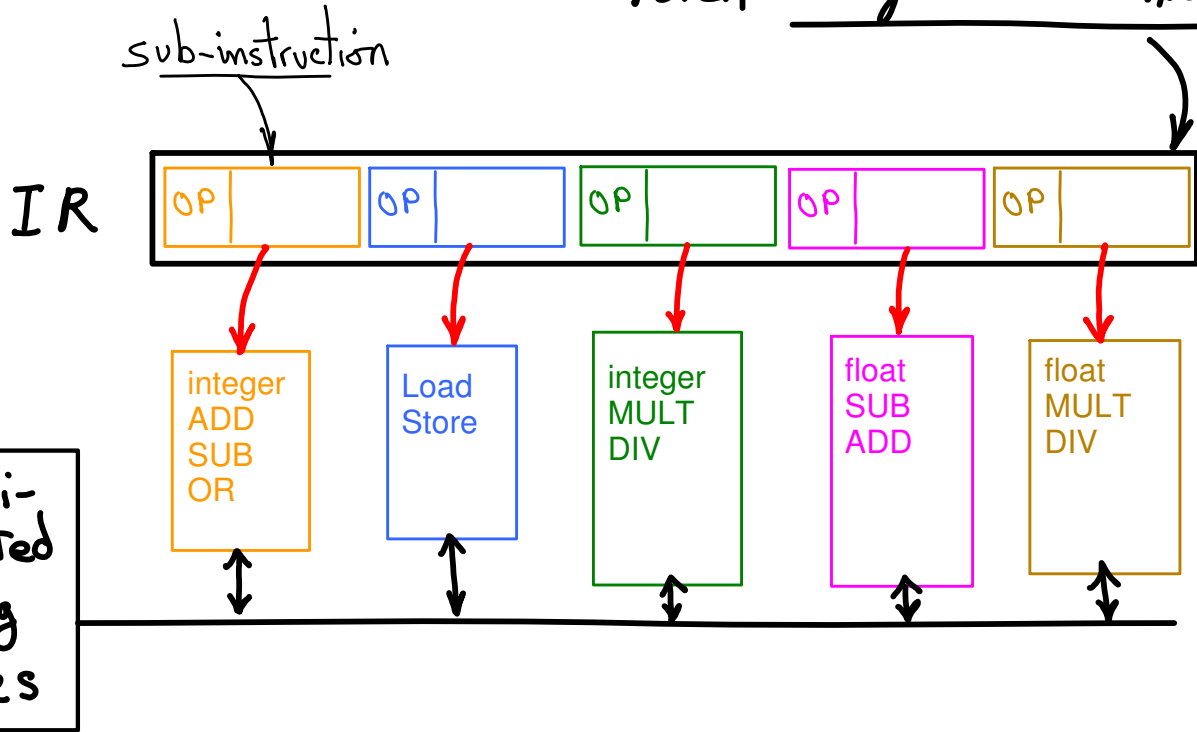 sub-instruction
IR
OP
OP
OP
OP
OP
integer
ADD
SUB
OR
Load
Store
integer
MULT
DIV
float
SUB
ADD
float
MULT
DIV